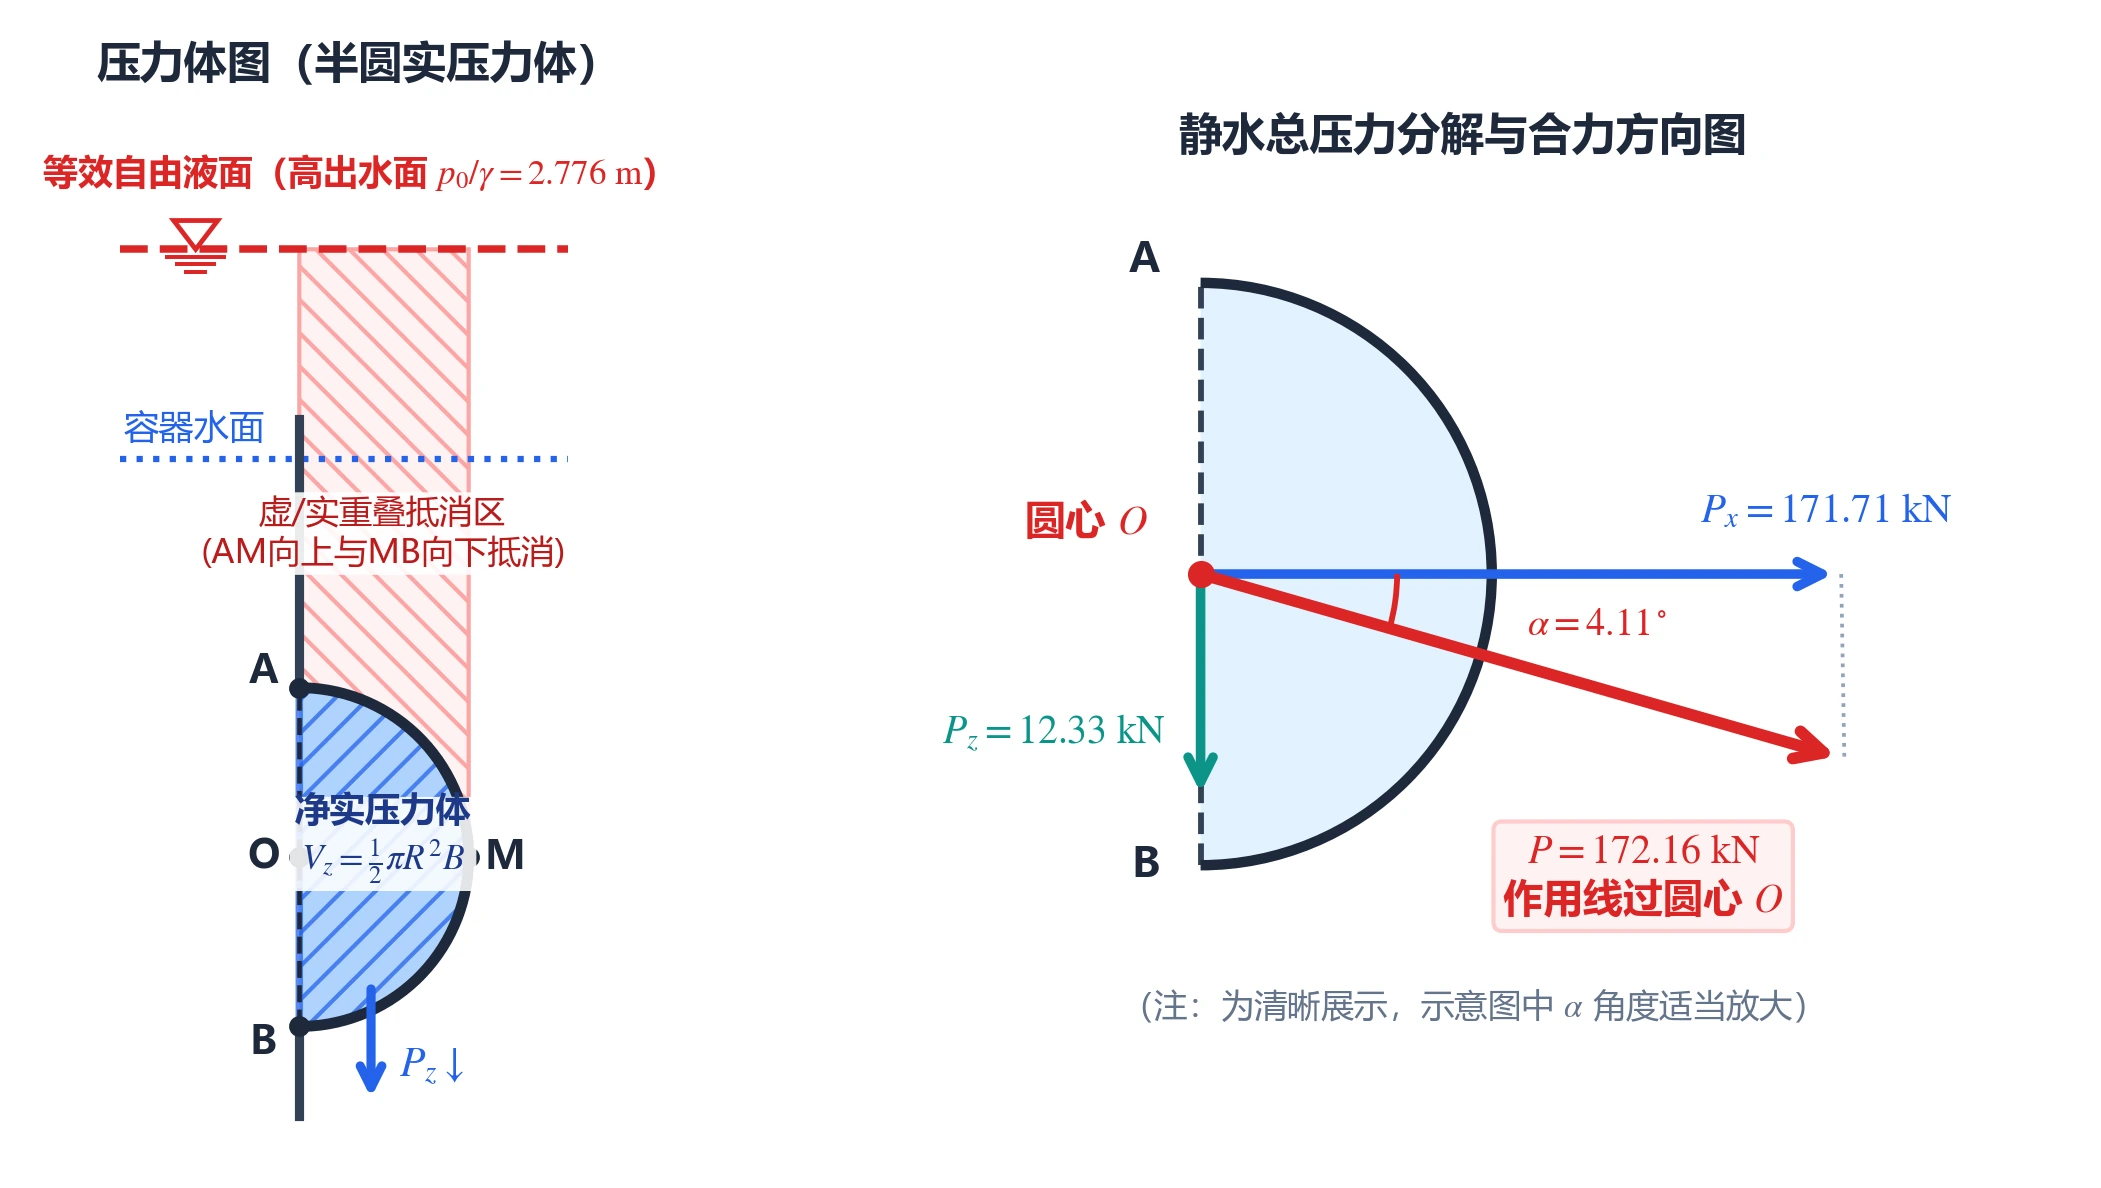 压力体图（半圆实压力体）
等效自由液面（高出水面 p₀/γ = 2.776 m）
容器水面
虚/实重叠抵消区
(AM向上与MB向下抵消)
A
净实压力体
O
V_z = \frac{1}{2}πR²B
M
B
P_z ↓
静水总压力分解与合力方向图
A
圆心 O
P_x = 171.71 kN
α = 4.11°
P_z = 12.33 kN
B
P = 172.16 kN
作用线过圆心 O
（注：为清晰展示，示意图中 α 角度适当放大）